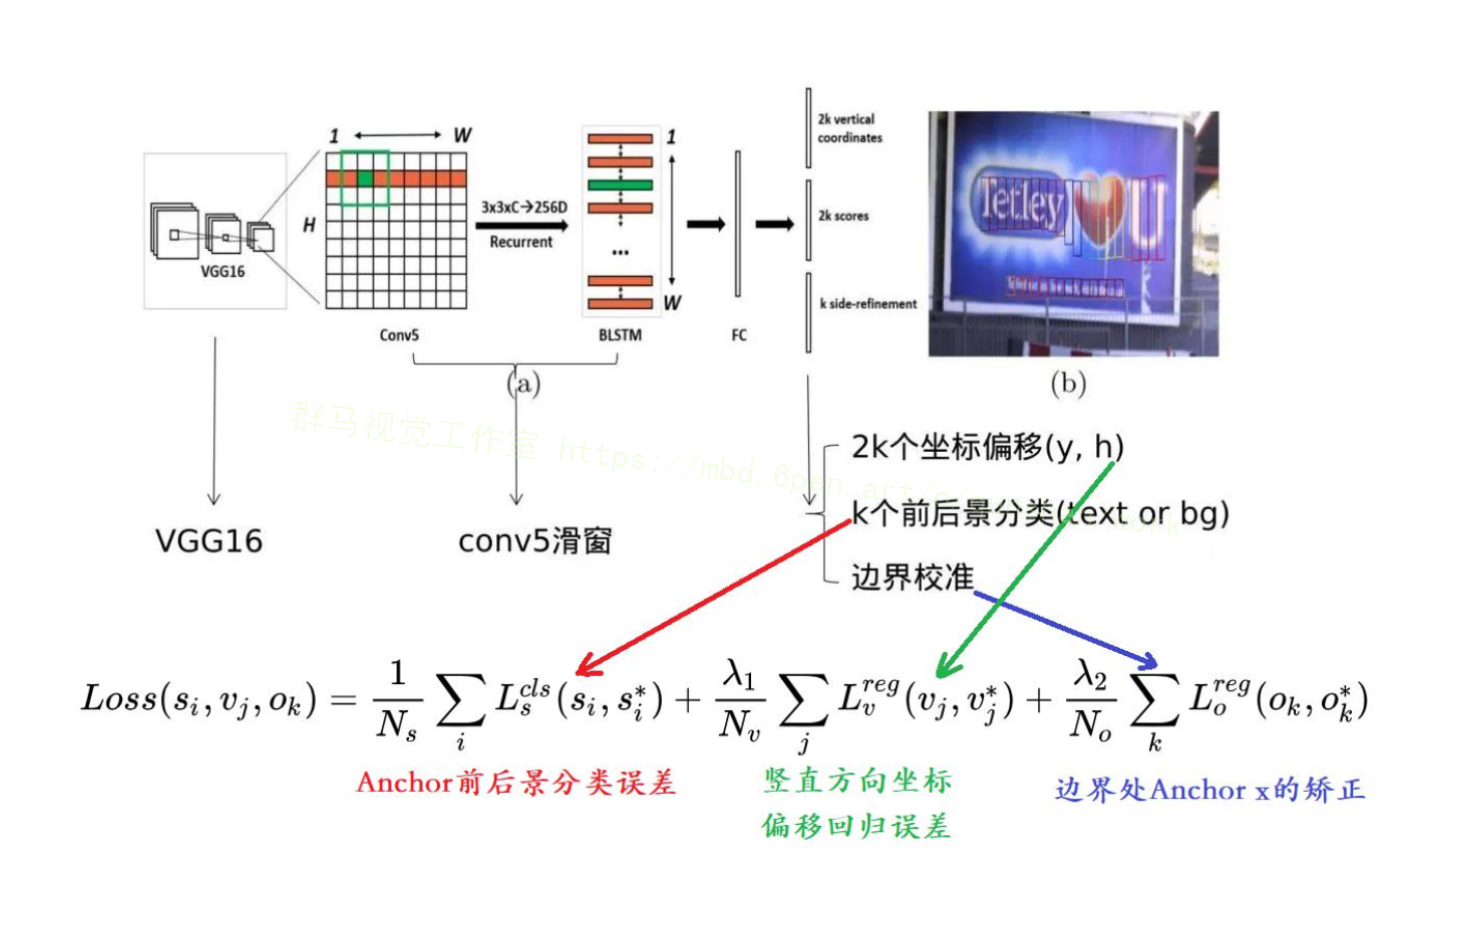 1 W
H
VGG16
Conv5
3x3xC→256D
Recurrent
1
...
W
BLSTM
FC
2k vertical
coordinates
2k scores
k side-refinement
Tetley
U
(a)
(b)
群马视觉工作室 https://mbd.6pen.art/
VGG16
conv5滑窗
2k个坐标偏移(y, h)
k个前后景分类(text or bg)
边界校准
Loss(s_i, v_j, o_k) = \frac{1}{N_s} \sum_i L_s^{cls}(s_i, s_i^*) + \frac{λ_1}{N_v} \sum_j L_v^{reg}(v_j, v_j^*) + \frac{λ_2}{N_o} \sum_k L_o^{reg}(o_k, o_k^*)
Anchor前后景分类误差
竖直方向坐标
偏移回归误差
边界处Anchor x的矫正